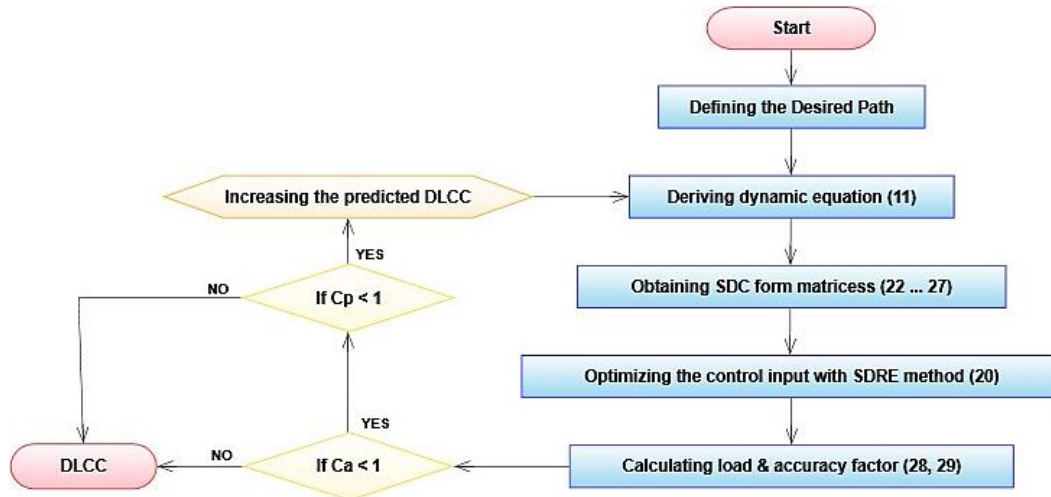 Start
Defining the Desired Path
Increasing the predicted DLCC
Deriving dynamic equation (11)
YES
NO
If Cp < 1
Obtaining SDC form matricess (22 ... 27)
Optimizing the control input with SDRE method (20)
YES
NO
DLCC
If Ca < 1
Calculating load & accuracy factor (28, 29)